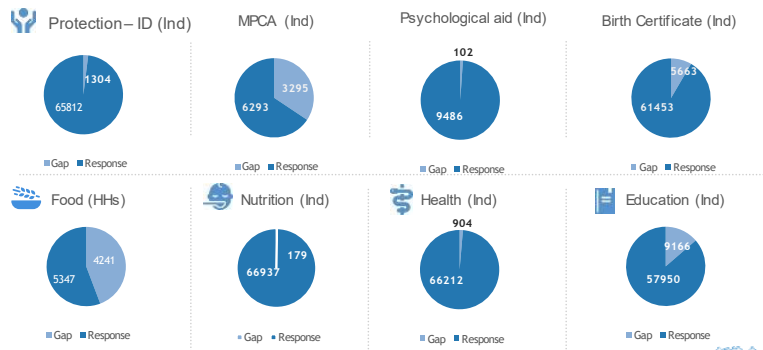 Protection – ID (Ind)
MPCA (Ind)
Psychological aid (Ind)
Birth Certificate (Ind)
1304
65812
3295
6293
102
9486
5663
61453
Gap Response
Gap Response
Gap Response
Gap Response
Food (HHs)
Nutrition (Ind)
Health (Ind)
Education (Ind)
4241
5347
179
66937
904
66212
9166
57950
Gap Response
Gap Response
Gap Response
Gap Response